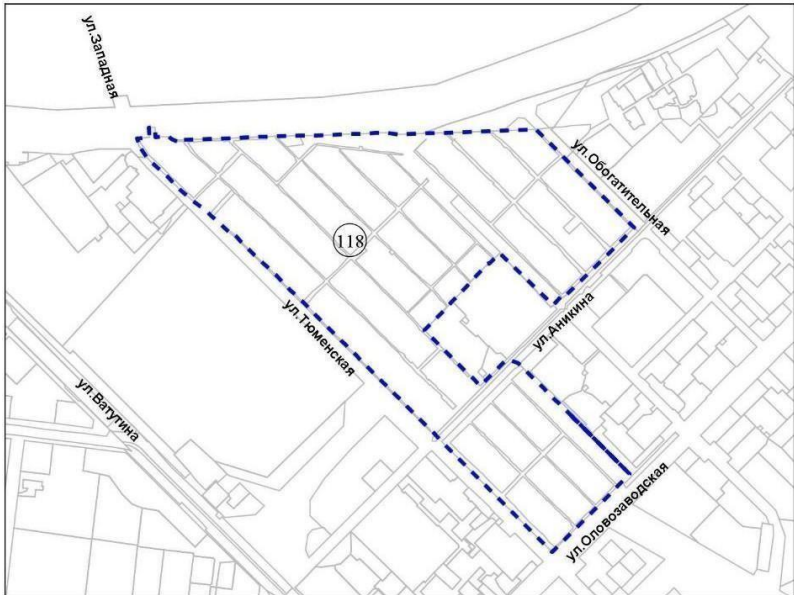 ул.Западная
ул.Обогатительная
118
ул.Аникина
ул.Тюменская
ул.Ватутина
ул.Оловозаводская